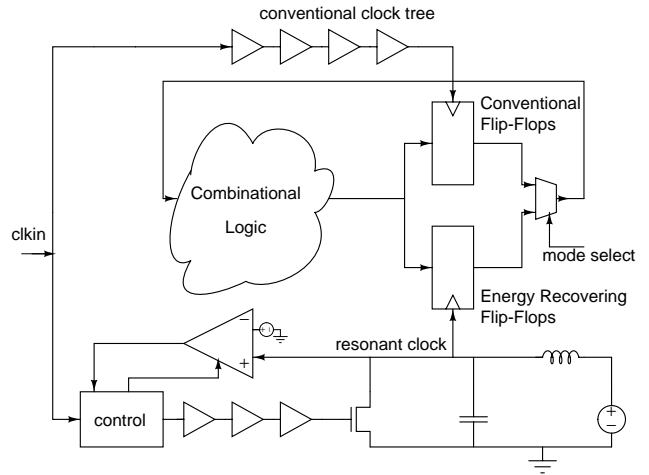 conventional clock tree
Conventional
Flip-Flops
Combinational
Logic
clkin
mode select
Energy Recovering
Flip-Flops
resonant clock
−
+
+ -
control
+
−